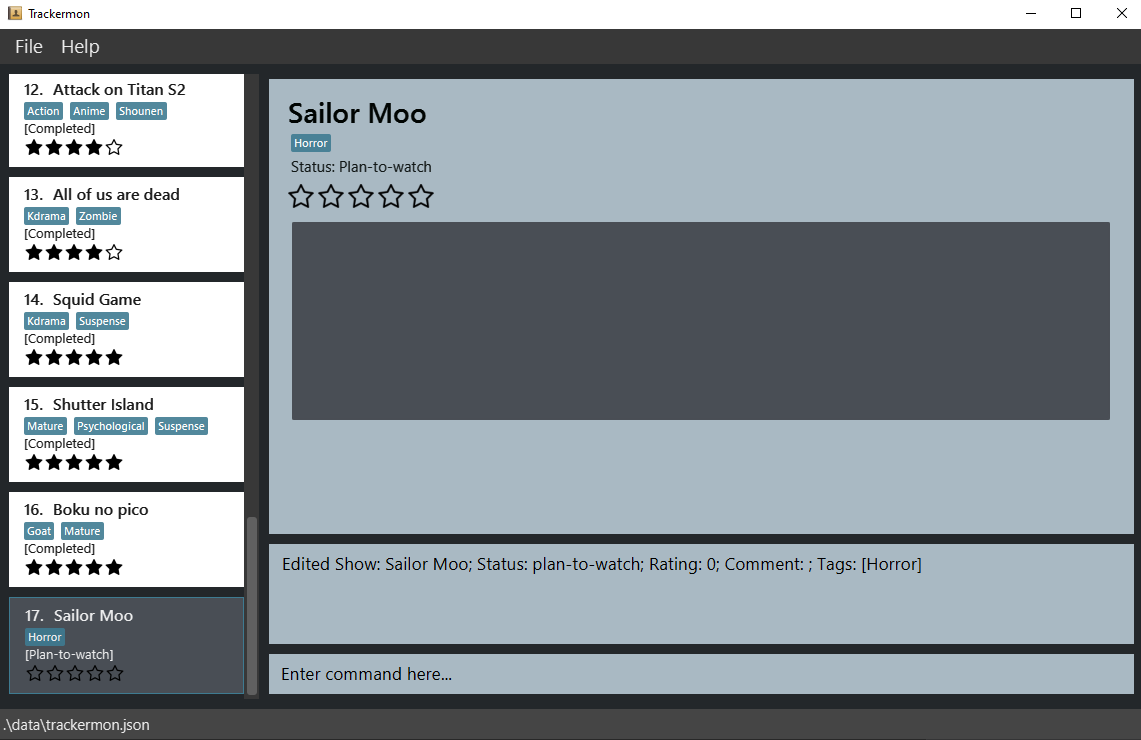 Trackermon
File Help
12. Attack on Titan S2
Action Anime Shounen
[Completed]
13. All of us are dead
Kdrama Zombie
[Completed]
14. Squid Game
Kdrama Suspense
[Completed]
15. Shutter Island
Mature Psychological Suspense
[Completed]
16. Boku no pico
Goat Mature
[Completed]
17. Sailor Moo
Horror
[Plan-to-watch]
Sailor Moo
Horror
Status: Plan-to-watch
Edited Show: Sailor Moo; Status: plan-to-watch; Rating: 0; Comment: ; Tags: [Horror]
Enter command here...
.\data\trackermon.json